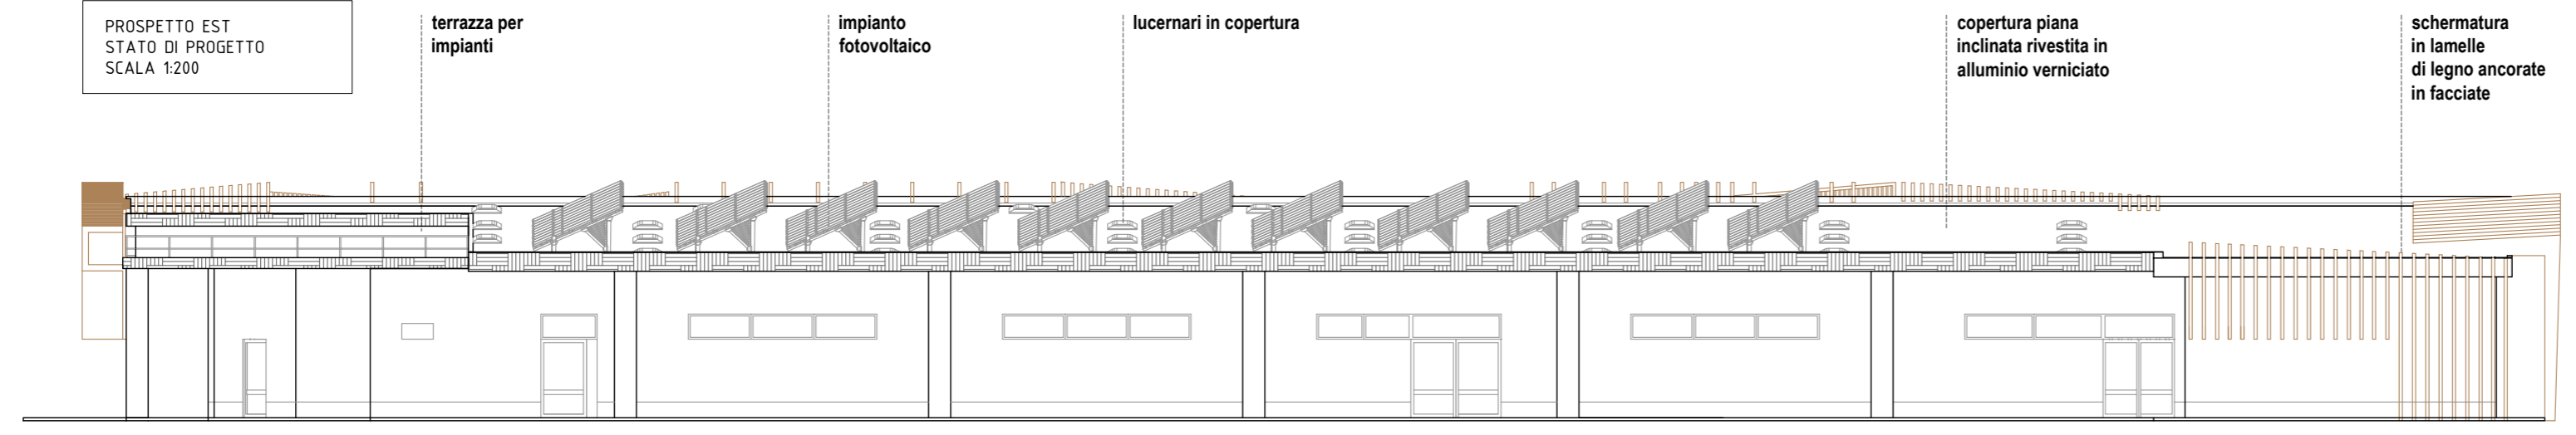 PROSPETTO EST
STATO DI PROGETTO
SCALA 1:200
terrazza per
impianti
impianto
fotovoltaico
lucernari in copertura
copertura piana
inclinata rivestita in
alluminio verniciato
schermatura
in lamelle
di legno ancorate
in facciate